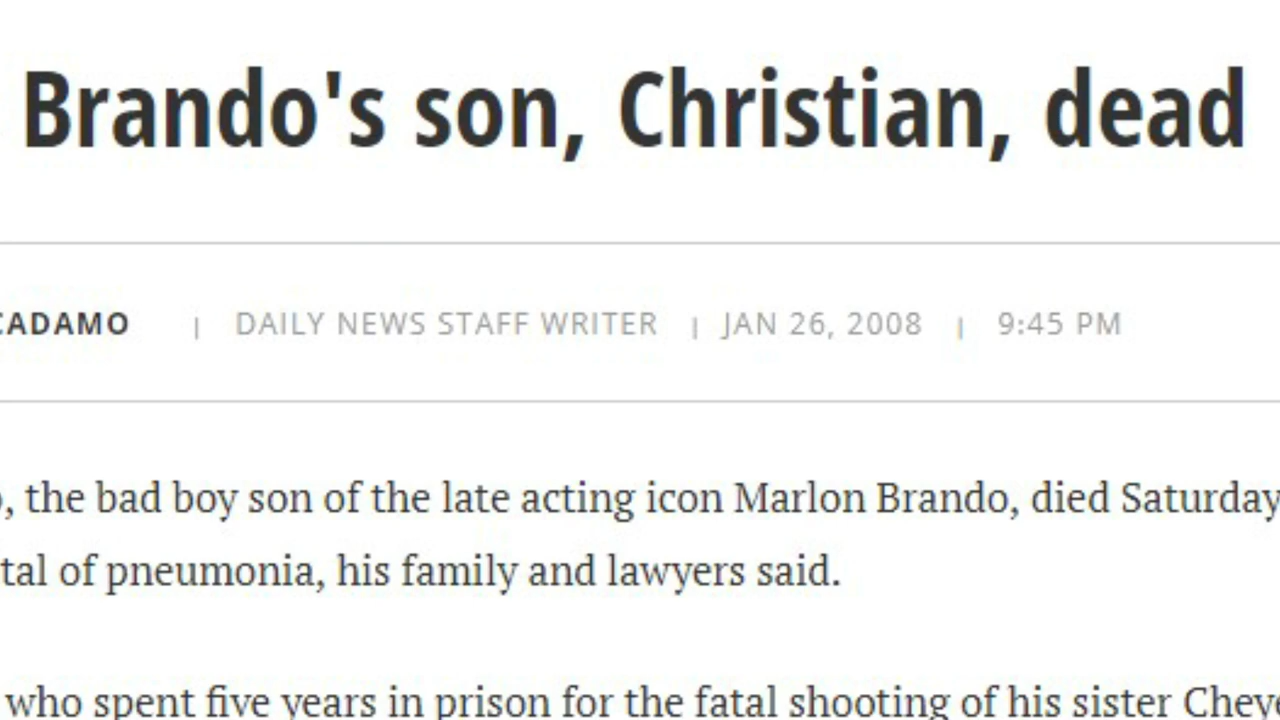 Brando's son, Christian, dead
CADAMO | DAILY NEWS STAFF WRITER | JAN 26, 2008 | 9:45 PM
, the bad boy son of the late acting icon Marlon Brando, died Saturday
tal of pneumonia, his family and lawyers said.
who spent five years in prison for the fatal shooting of his sister Cheye